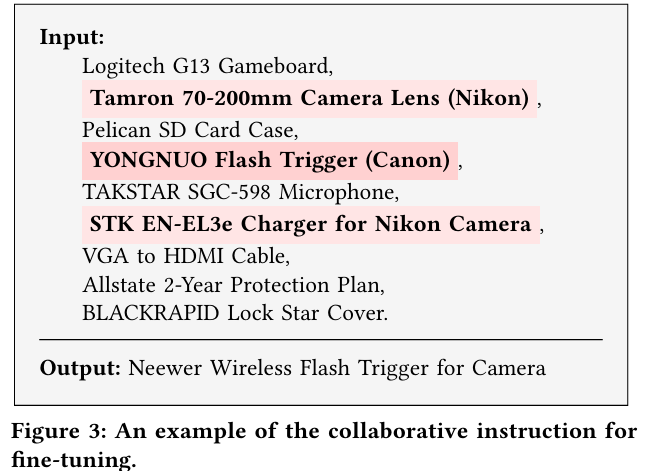 Input:
Logitech G13 Gameboard,
Tamron 70-200mm Camera Lens (Nikon) ,
Pelican SD Card Case,
YONGNUO Flash Trigger (Canon) ,
TAKSTAR SGC-598 Microphone,
STK EN-EL3e Charger for Nikon Camera ,
VGA to HDMI Cable,
Allstate 2-Year Protection Plan,
BLACKRAPID Lock Star Cover.
Output: Neewer Wireless Flash Trigger for Camera
Figure 3: An example of the collaborative instruction for
fine-tuning.